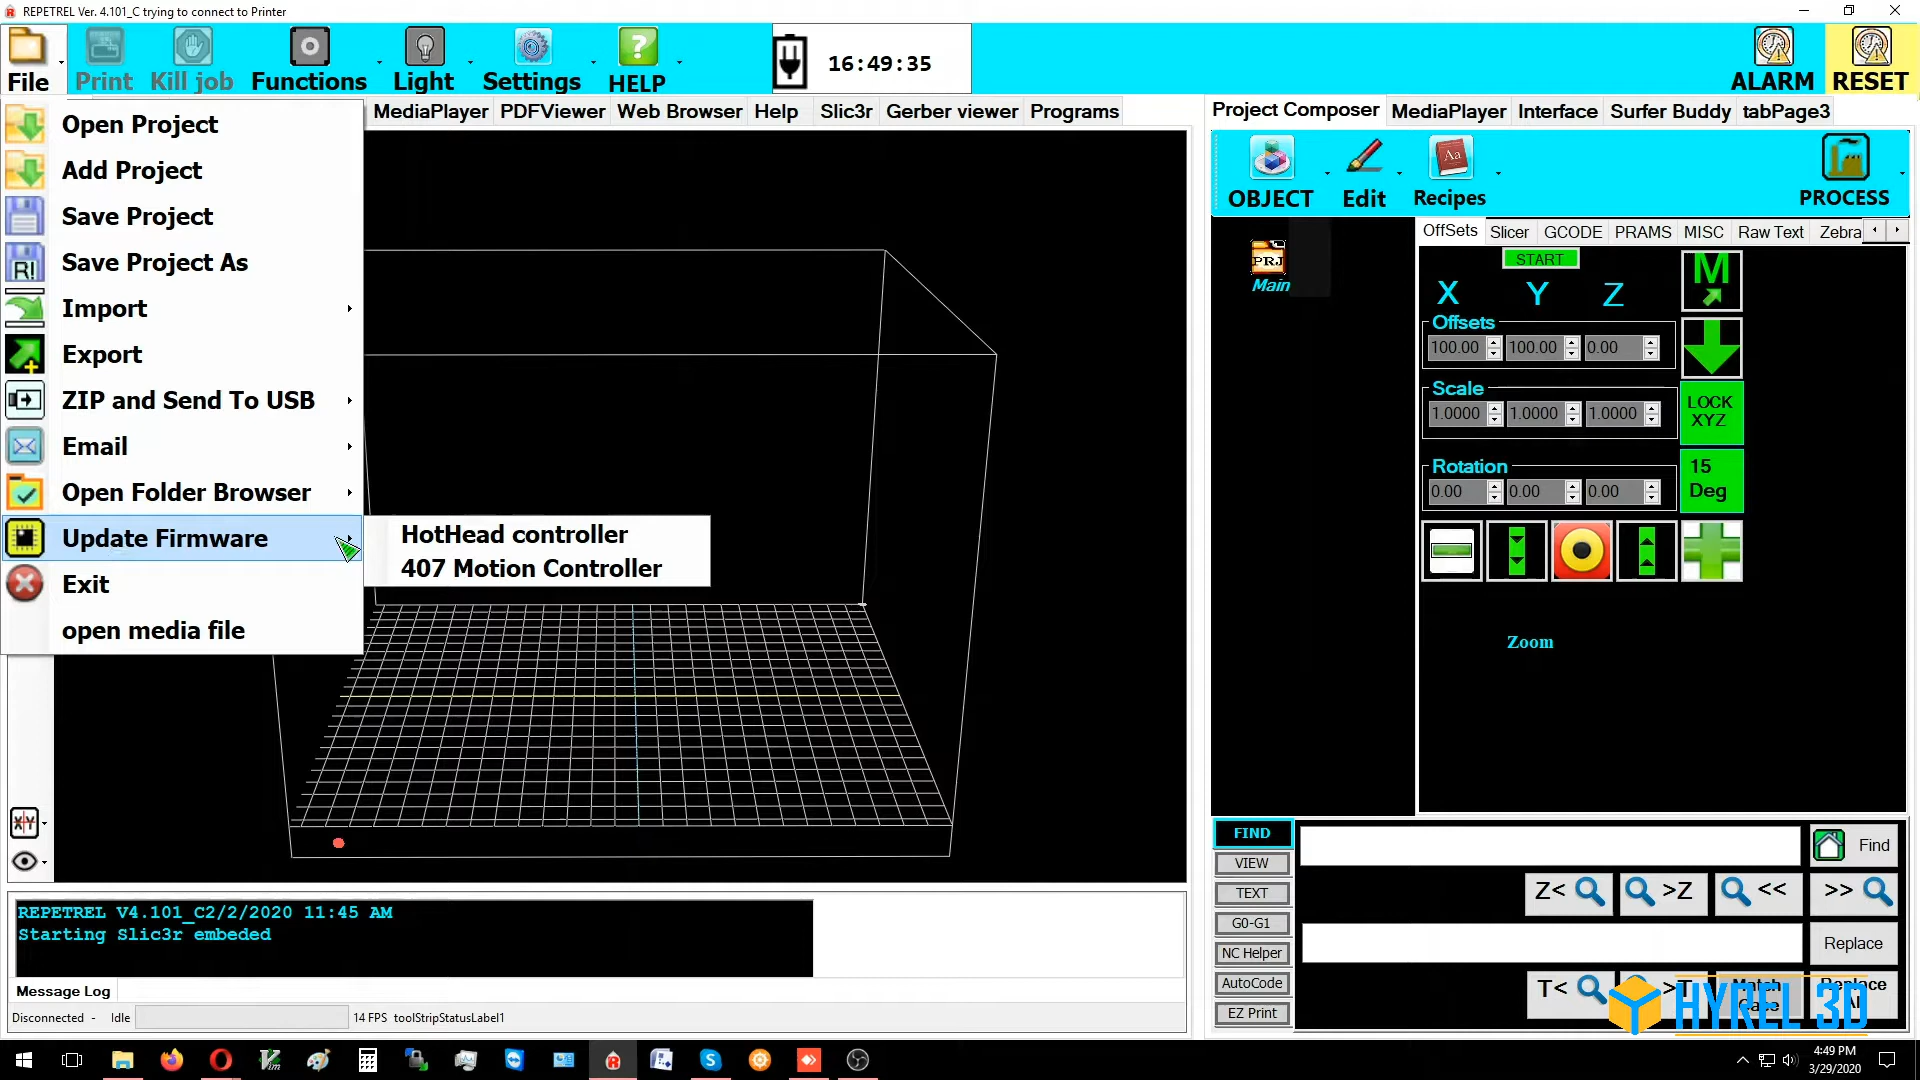 REPETREL Ver. 4.101_C trying to connect to Printer
File
Print
Kill job
Functions
Light
Settings
HELP
16:49:35
ALARM
RESET
MediaPlayer
PDFViewer
Web Browser
Help
Slic3r
Gerber viewer
Programs
Project Composer
MediaPlayer
Interface
Surfer Buddy
tabPage3
Open Project
Add Project
Save Project
R!
Save Project As
Import
Export
ZIP and Send To USB
Email
Open Folder Browser
Update Firmware
HotHead controller
407 Motion Controller
Exit
open media file
Aa
OBJECT
Edit
Recipes
PROCESS
PRJ
Main
OffSets
Slicer
GCODE
PRAMS
MISC
Raw Text
Zebra
START
M
X
Y
Z
Offsets
100.00
100.00
0.00
Scale
1.0000
1.0000
1.0000
LOCK
XYZ
Rotation
0.00
0.00
0.00
15
Deg
Zoom
REPETREL V4.101_C2/2/2020 11:45 AM
Starting Slic3r embeded
Message Log
Disconnected - Idle
14 FPS toolStripStatusLabel1
FIND
VIEW
TEXT
G0-G1
NC Helper
AutoCode
EZ Print
Find
Z<
>Z
<<
>>
Replace
T<
>T
HYREL 3D
4:49 PM
3/29/2020